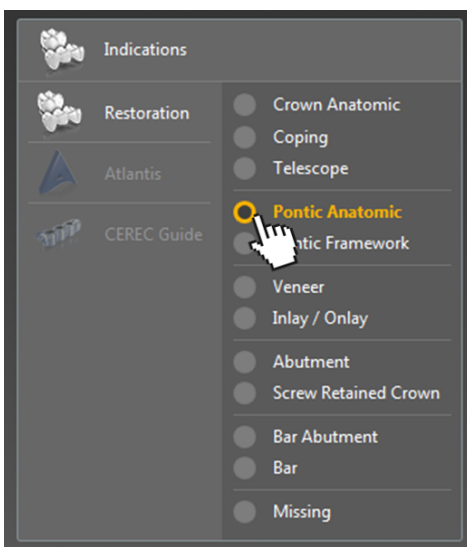 Indications
Restoration
Atlantis
CEREC Guide
Crown Anatomic
Coping
Telescope
Pontic Anatomic
Framework
Veneer
Inlay / Onlay
Abutment
Screw Retained Crown
Bar Abutment
Bar
Missing